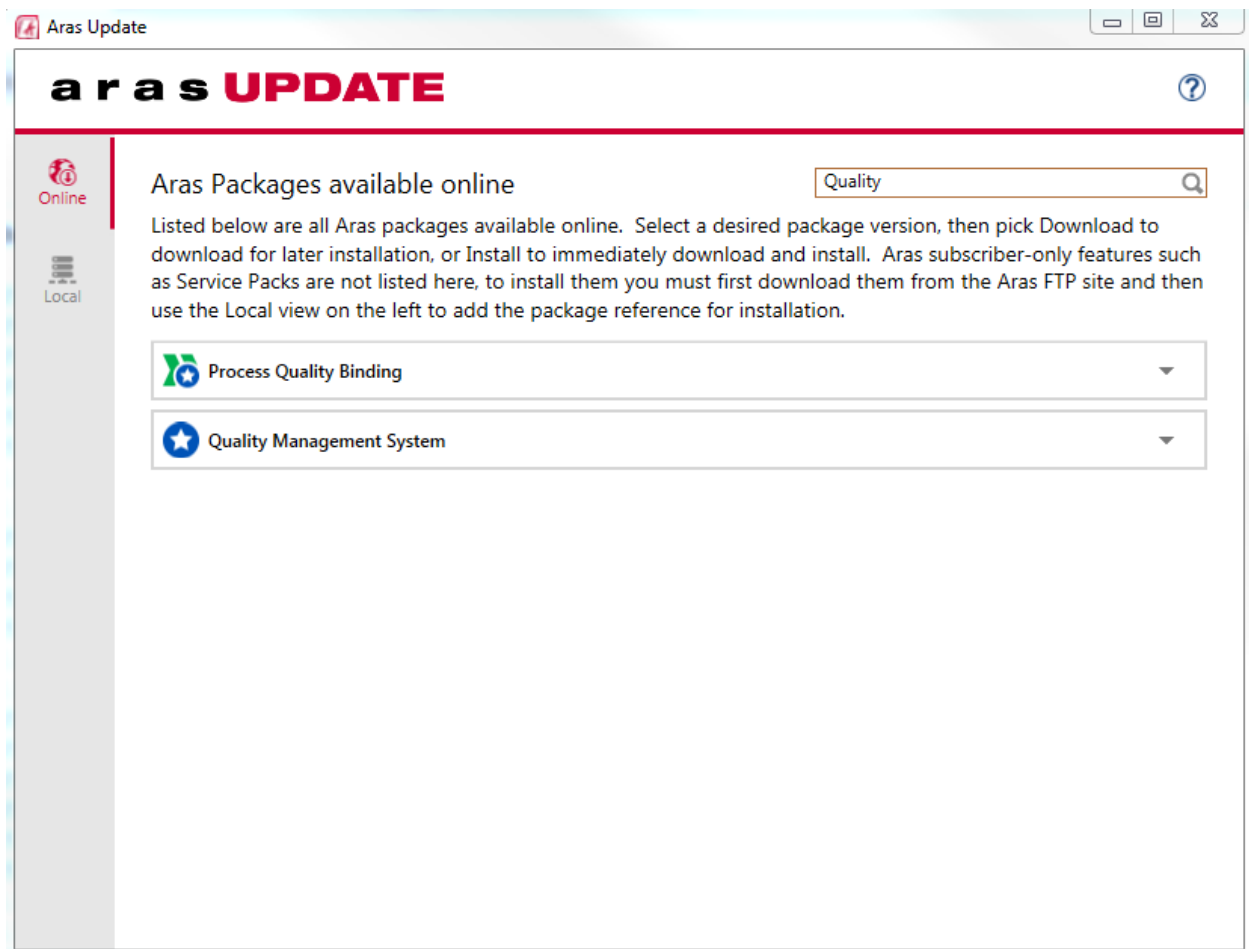 Aras Update
aras UPDATE
Online
Local
Aras Packages available online
Quality
Listed below are all Aras packages available online.  Select a desired package version, then pick Download to
download for later installation, or Install to immediately download and install.  Aras subscriber-only features such
as Service Packs are not listed here, to install them you must first download them from the Aras FTP site and then
use the Local view on the left to add the package reference for installation.
Process Quality Binding
Quality Management System